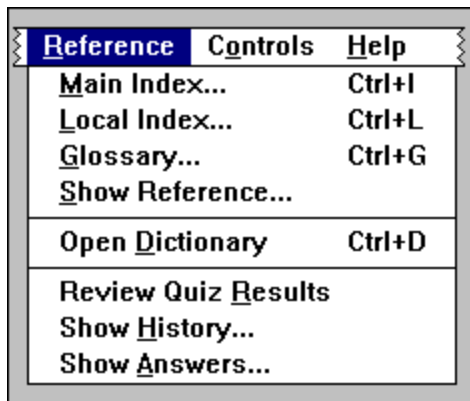 Reference Controls Help
Main Index... Ctrl+I
Local Index... Ctrl+L
Glossary... Ctrl+G
Show Reference...
Open Dictionary Ctrl+D
Review Quiz Results
Show History...
Show Answers...